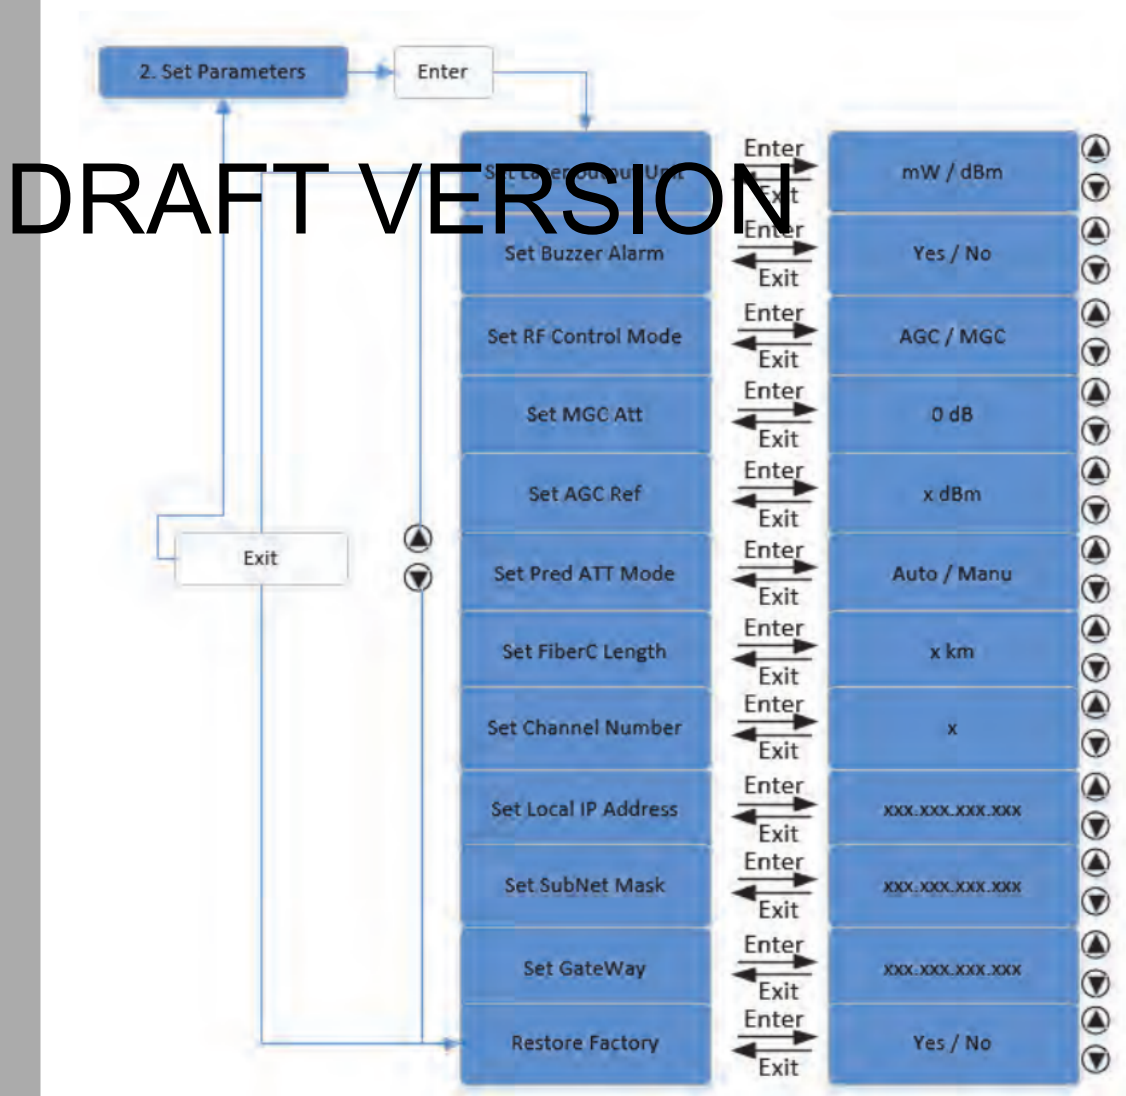 2. Set Parameters
Enter
DRAFT VERSION
Set Laser Output Unit
Enter
Exit
mW / dBm
Set Buzzer Alarm
Enter
Exit
Yes / No
Set RF Control Mode
Enter
Exit
AGC / MGC
Set MGC Att
Enter
Exit
0 dB
Set AGC Ref
Enter
Exit
x dBm
Exit
Set Pred ATT Mode
Enter
Exit
Auto / Manu
Set FiberC Length
Enter
Exit
x km
Set Channel Number
Enter
Exit
x
Set Local IP Address
Enter
Exit
xxx.xxx.xxx.xxx
Set SubNet Mask
Enter
Exit
xxx.xxx.xxx.xxx
Set GateWay
Enter
Exit
xxx.xxx.xxx.xxx
Restore Factory
Enter
Exit
Yes / No